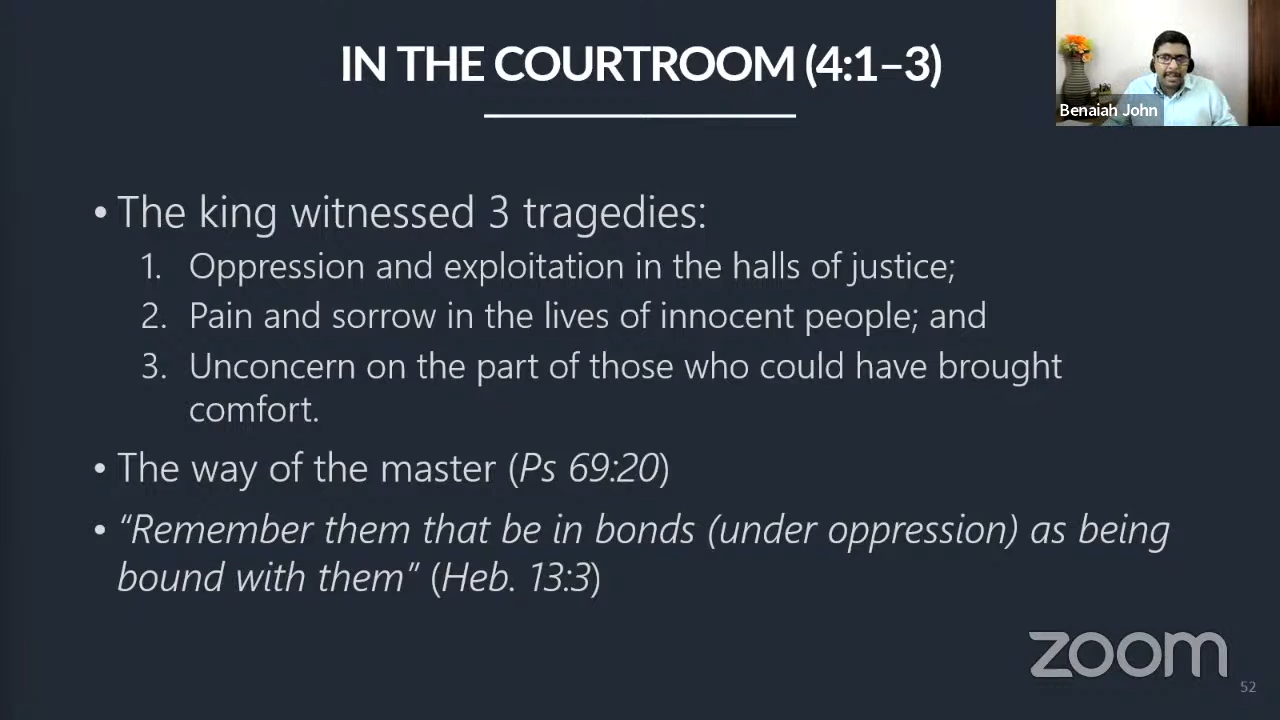 IN THE COURTROOM (4:1–3)
Benaiah John
• The king witnessed 3 tragedies:
1. Oppression and exploitation in the halls of justice;
2. Pain and sorrow in the lives of innocent people; and
3. Unconcern on the part of those who could have brought
comfort.
• The way of the master (Ps 69:20)
• “Remember them that be in bonds (under oppression) as being
bound with them” (Heb. 13:3)
zoom
52